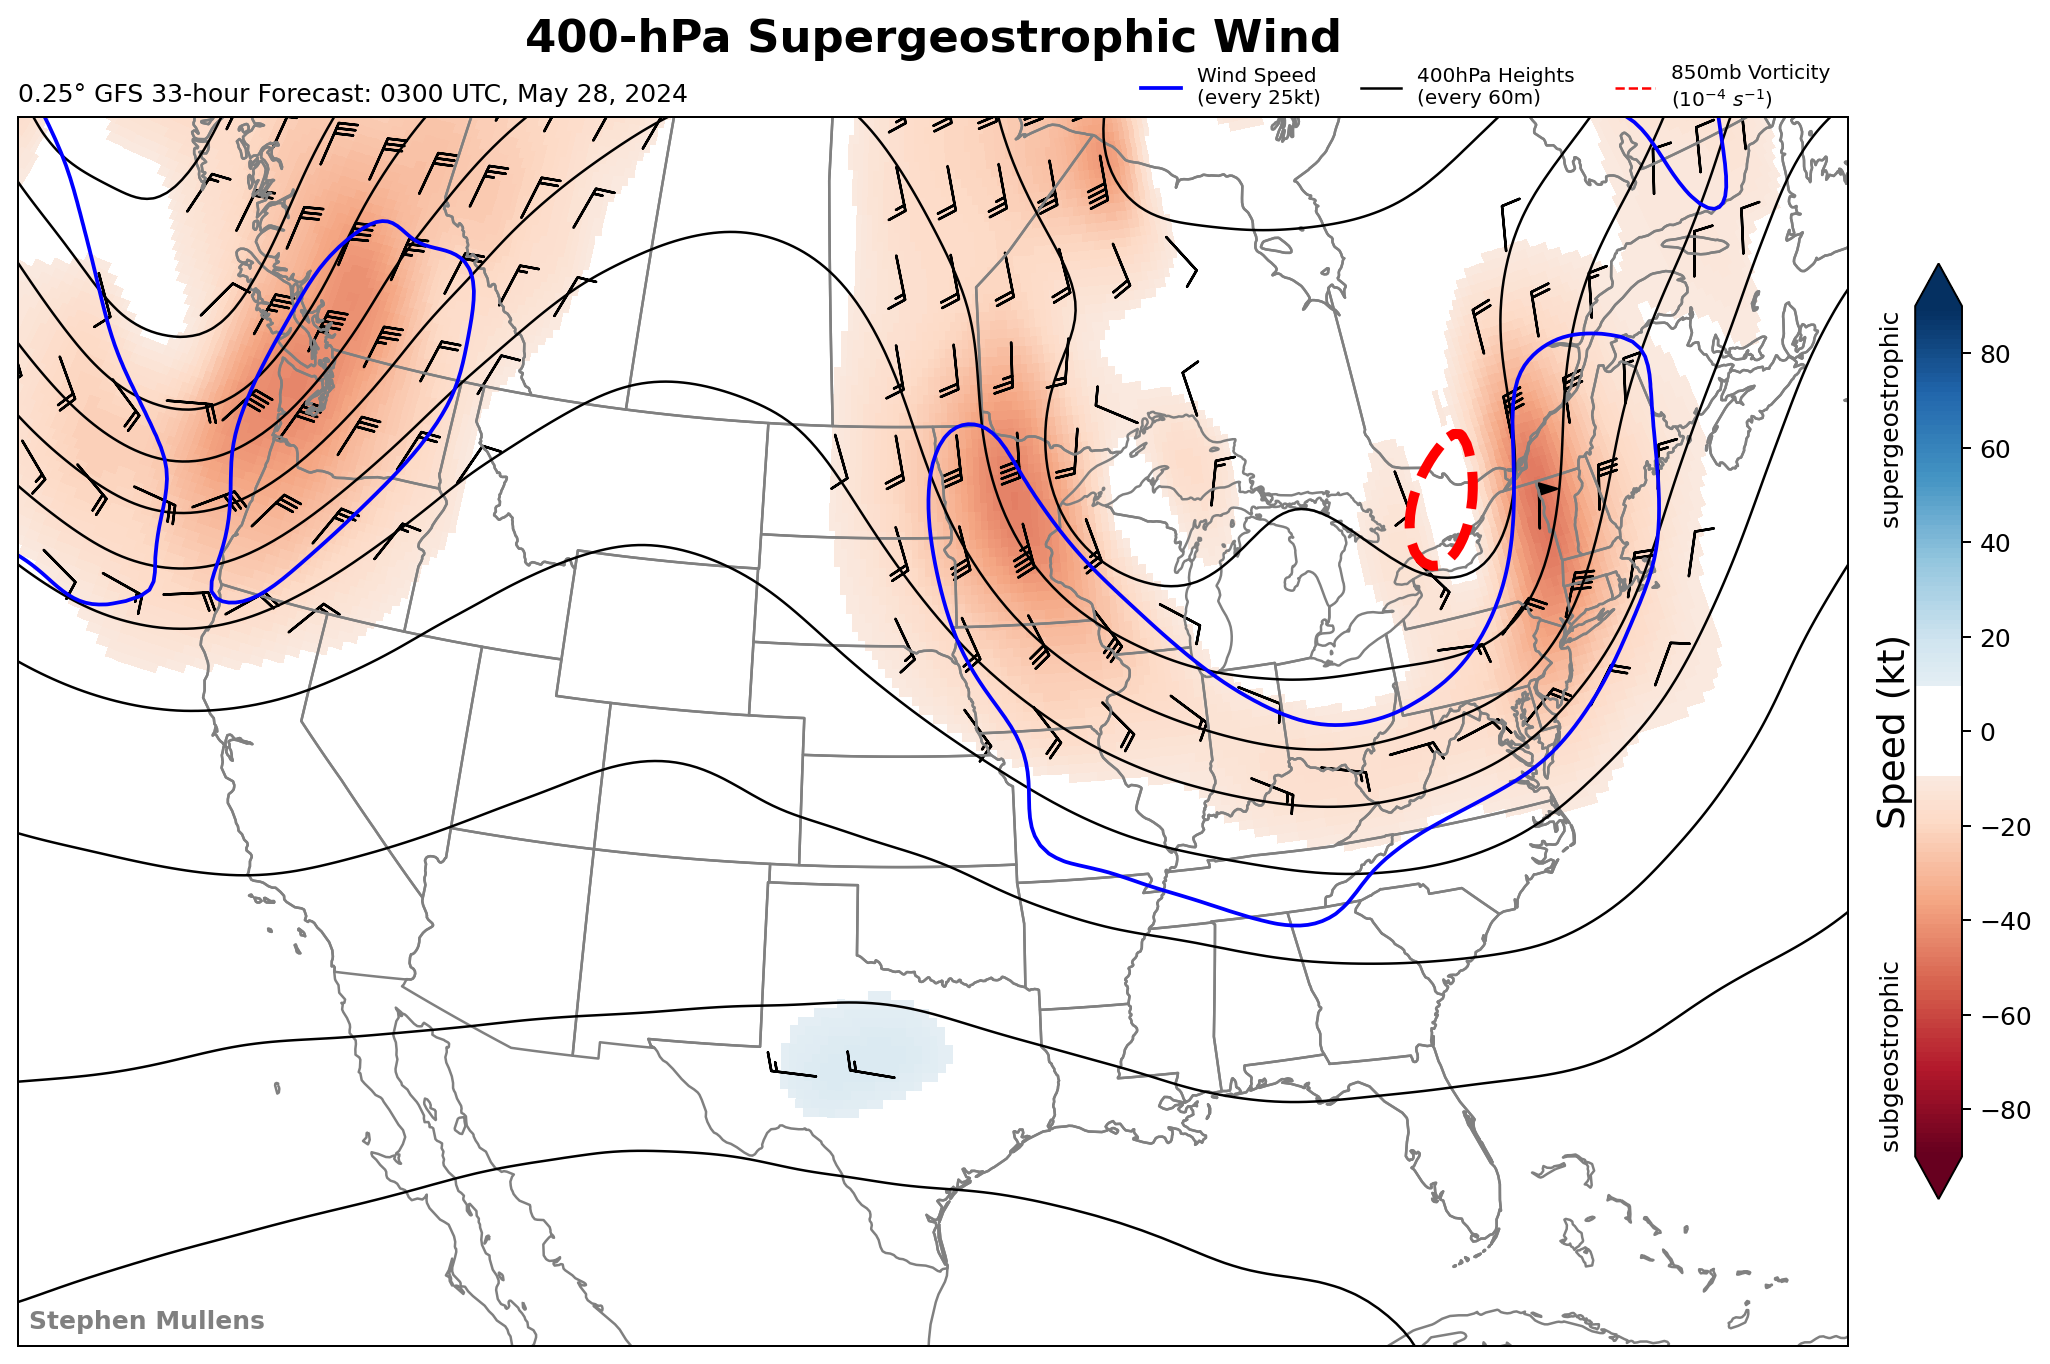 400-hPa Supergeostrophic Wind
0.25° GFS 33-hour Forecast: 0300 UTC, May 28, 2024
Wind Speed
(every 25kt)
400hPa Heights
(every 60m)
850mb Vorticity
(10⁻⁴ s⁻¹)
supergeostrophic
subgeostrophic
Speed (kt)
80
60
40
20
0
−20
−40
−60
−80
Stephen Mullens